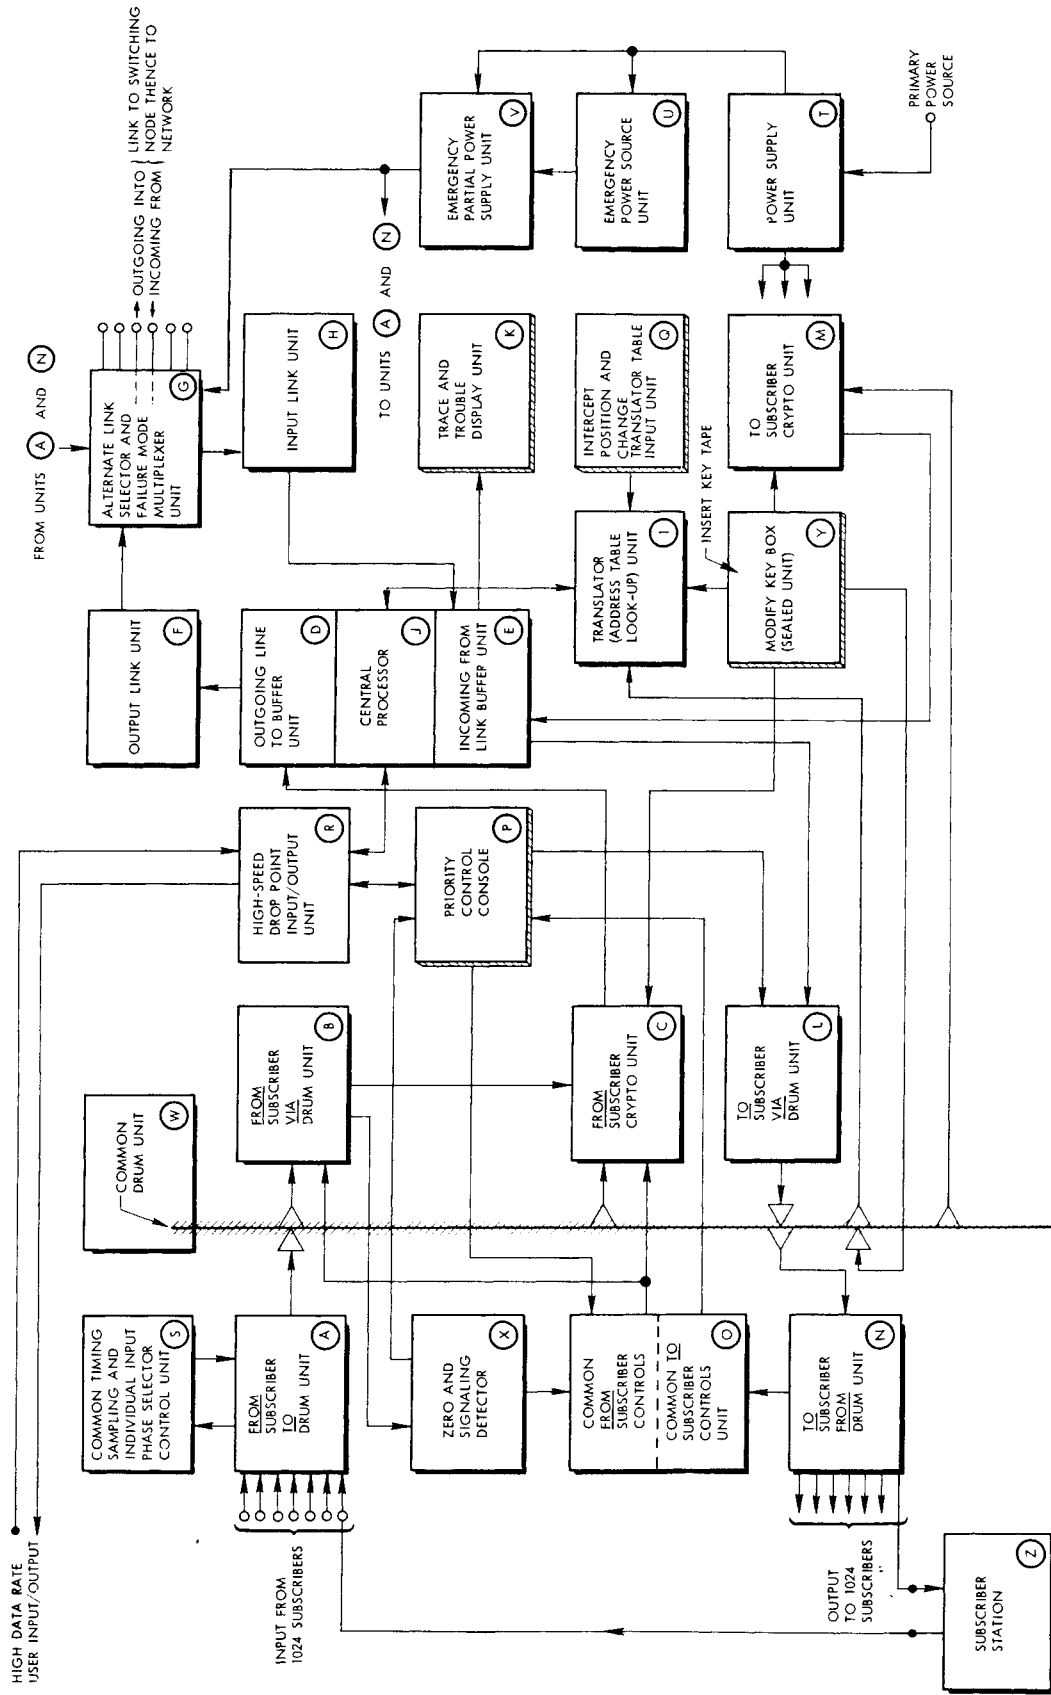 HIGH DATA RATE
USER INPUT/OUTPUT
COMMON TIMING
SAMPLING AND
INDIVIDUAL INPUT
PHASE SELECTOR
CONTROL UNIT
S
COMMON
DRUM UNIT
W
OUTPUT LINK UNIT
F
FROM UNITS A AND N
ALTERNATE LINK
SELECTOR AND
FAILURE MODE
MULTIPLEXER
UNIT
G
OUTGOING INTO
INCOMING FROM
LINK TO SWITCHING
NODE THENCE TO
NETWORK
INPUT FROM
1024 SUBSCRIBERS
FROM
SUBSCRIBER
TO
DRUM UNIT
A
FROM
SUBSCRIBER
VIA
DRUM UNIT
B
HIGH-SPEED
DROP POINT
INPUT/OUTPUT
UNIT
R
OUTGOING LINE
TO BUFFER
UNIT
D
CENTRAL
PROCESSOR
J
INCOMING FROM
LINK BUFFER UNIT
E
INPUT LINK UNIT
H
TO UNITS A AND N
ZERO AND
SIGNALING
DETECTOR
X
PRIORITY
CONTROL
CONSOLE
P
TRACE AND
TROUBLE
DISPLAY UNIT
K
EMERGENCY
PARTIAL POWER
SUPPLY UNIT
V
COMMON
FROM
SUBSCRIBER
CONTROLS
COMMON TO
SUBSCRIBER
CONTROLS
UNIT
O
FROM
SUBSCRIBER
CRYPTO UNIT
C
TRANSLATOR
(ADDRESS TABLE
LOOK-UP) UNIT
I
INTERCEPT
POSITION AND
CHANGE
TRANSLATOR TABLE
INPUT UNIT
Q
EMERGENCY
POWER SOURCE
UNIT
U
INSERT KEY TAPE
OUTPUT
TO 1024
SUBSCRIBERS
TO
SUBSCRIBER
FROM
DRUM UNIT
N
TO
SUBSCRIBER
VIA
DRUM UNIT
L
MODIFY KEY BOX
(SEALED UNIT)
Y
TO
SUBSCRIBER
CRYPTO UNIT
M
POWER SUPPLY
UNIT
T
PRIMARY
POWER
SOURCE
SUBSCRIBER
STATION
Z